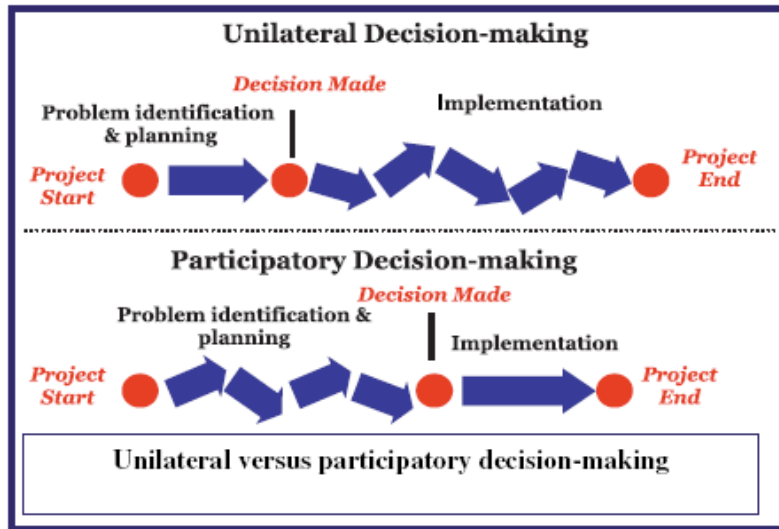 Unilateral Decision-making
Decision Made
Problem identification
& planning
Implementation
Project
Start
Project
End
Participatory Decision-making
Decision Made
Problem identification &
planning
Implementation
Project
Start
Project
End
Unilateral versus participatory decision-making